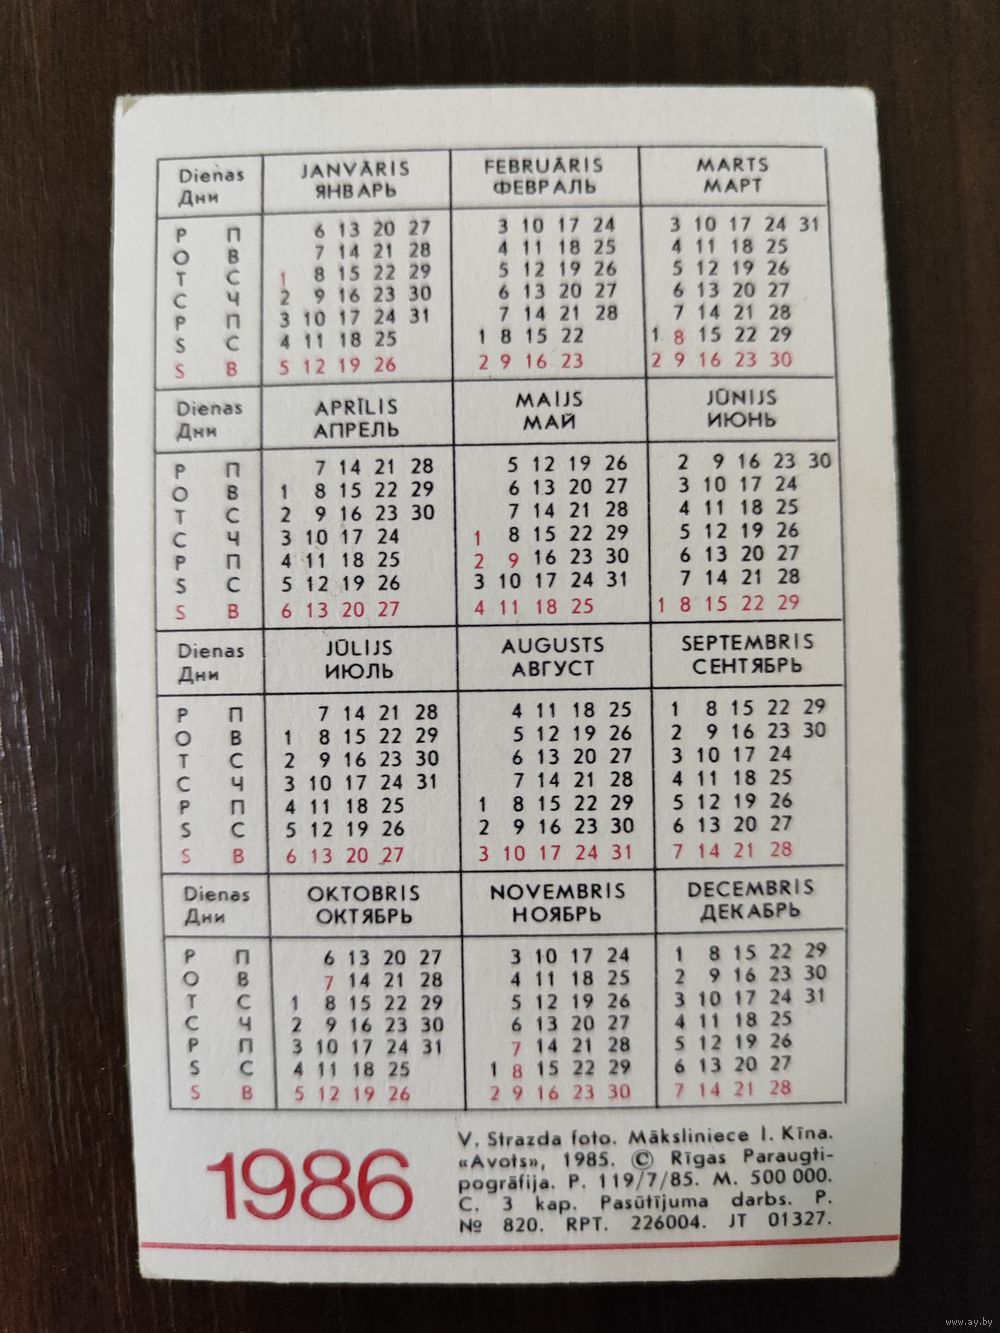 Dienas JANVĀRIS FEBRUĀRIS MARTS
Дни ЯНВАРЬ ФЕВРАЛЬ МАРТ
P П 6 13 20 27 3 10 17 24 3 10 17 24 31
O В 7 14 21 28 4 11 18 25 4 11 18 25
T С 1 8 15 22 29 5 12 19 26 5 12 19 26
C Ч 2 9 16 23 30 6 13 20 27 6 13 20 27
P П 3 10 17 24 31 7 14 21 28 7 14 21 28
S С 4 11 18 25 1 8 15 22 1 8 15 22 29
S В 5 12 19 26 2 9 16 23 2 9 16 23 30
Dienas APRĪLIS MAIJS JŪNIJS
Дни АПРЕЛЬ МАЙ ИЮНЬ
P П 7 14 21 28 5 12 19 26 2 9 16 23 30
O В 1 8 15 22 29 6 13 20 27 3 10 17 24
T С 2 9 16 23 30 7 14 21 28 4 11 18 25
C Ч 3 10 17 24 1 8 15 22 29 5 12 19 26
P П 4 11 18 25 2 9 16 23 30 6 13 20 27
S С 5 12 19 26 3 10 17 24 31 7 14 21 28
S В 6 13 20 27 4 11 18 25 1 8 15 22 29
Dienas JŪLIJS AUGUSTS SEPTEMBRIS
Дни ИЮЛЬ АВГУСТ СЕНТЯБРЬ
P П 7 14 21 28 4 11 18 25 1 8 15 22 29
O В 1 8 15 22 29 5 12 19 26 2 9 16 23 30
T С 2 9 16 23 30 6 13 20 27 3 10 17 24
C Ч 3 10 17 24 31 7 14 21 28 4 11 18 25
P П 4 11 18 25 1 8 15 22 29 5 12 19 26
S С 5 12 19 26 2 9 16 23 30 6 13 20 27
S В 6 13 20 27 3 10 17 24 31 7 14 21 28
Dienas OKTOBRIS NOVEMBRIS DECEMBRIS
Дни ОКТЯБРЬ НОЯБРЬ ДЕКАБРЬ
P П 6 13 20 27 3 10 17 24 1 8 15 22 29
O В 7 14 21 28 4 11 18 25 2 9 16 23 30
T С 1 8 15 22 29 5 12 19 26 3 10 17 24 31
C Ч 2 9 16 23 30 6 13 20 27 4 11 18 25
P П 3 10 17 24 31 7 14 21 28 5 12 19 26
S С 4 11 18 25 1 8 15 22 29 6 13 20 27
S В 5 12 19 26 2 9 16 23 30 7 14 21 28
1986
V. Strazda foto. Māksliniece I. Kīna.
«Avots», 1985. © Rīgas Paraugti-
pogrāfija. P. 119/7/85. M. 500 000.
C. 3 kap. Pasūtījuma darbs. P.
№ 820. RPT. 226004. JT 01327.
www.ay.by